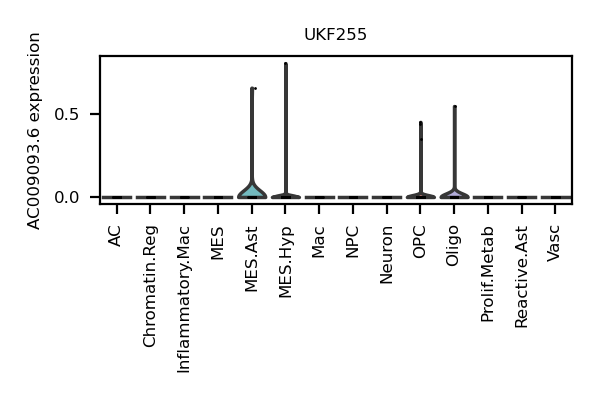 UKF255
AC009093.6 expression
0.5
0.0
AC
Chromatin.Reg
Inflammatory.Mac
MES
MES.Ast
MES.Hyp
Mac
NPC
Neuron
OPC
Oligo
Prolif.Metab
Reactive.Ast
Vasc